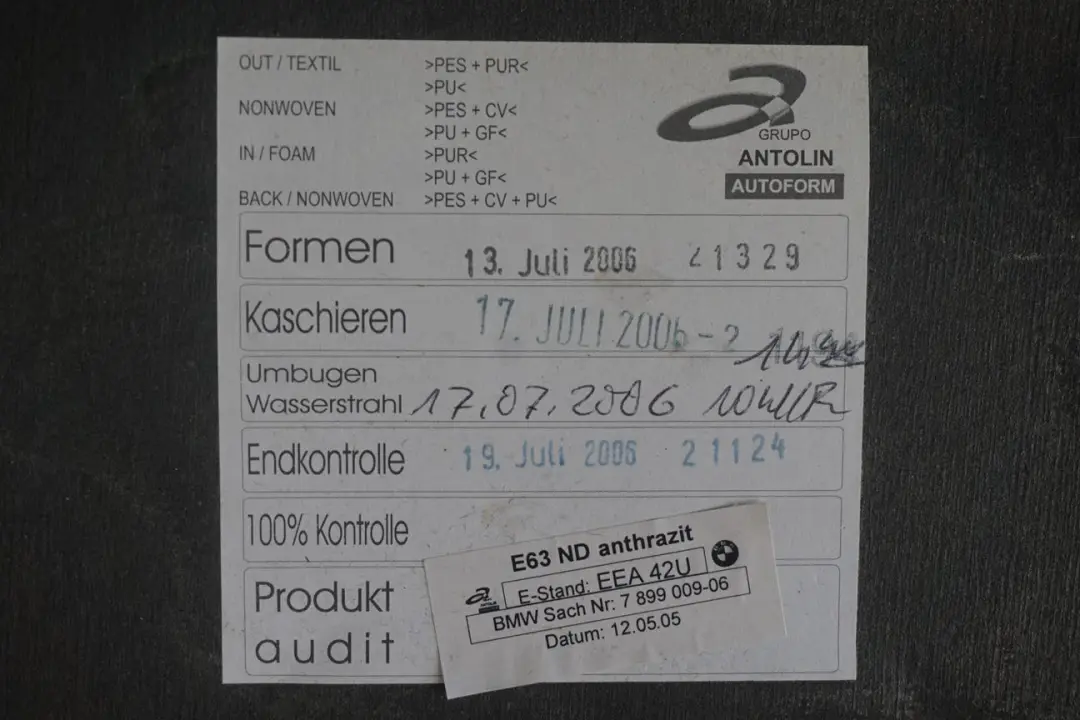 OUT / TEXTIL >PES + PUR<
>PU<
NONWOVEN >PES + CV<
>PU + GF<
IN / FOAM >PUR<
>PU + GF<
BACK / NONWOVEN >PES + CV + PU<
GRUPO
ANTOLIN
AUTOFORM
Formen 13. Juli 2006 21329
Kaschieren 17. JULI 2006 - 2
Umbugen
Wasserstrahl 17.07.2006
Endkontrolle 19. Juli 2006 21124
100% Kontrolle
Produkt
audit
E63 ND anthrazit
E-Stand: EEA 42U
BMW Sach Nr: 7 899 009-06
Datum: 12.05.05